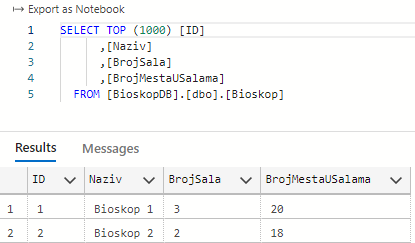 ↦ Export as Notebook
1 SELECT TOP (1000) [ID]
2 ,[Naziv]
3 ,[BrojSala]
4 ,[BrojMestaUSalama]
5 FROM [BioskopDB].[dbo].[Bioskop]
Results Messages
ID Naziv BrojSala BrojMestaUSalama
1 1 Bioskop 1 3 20
2 2 Bioskop 2 2 18